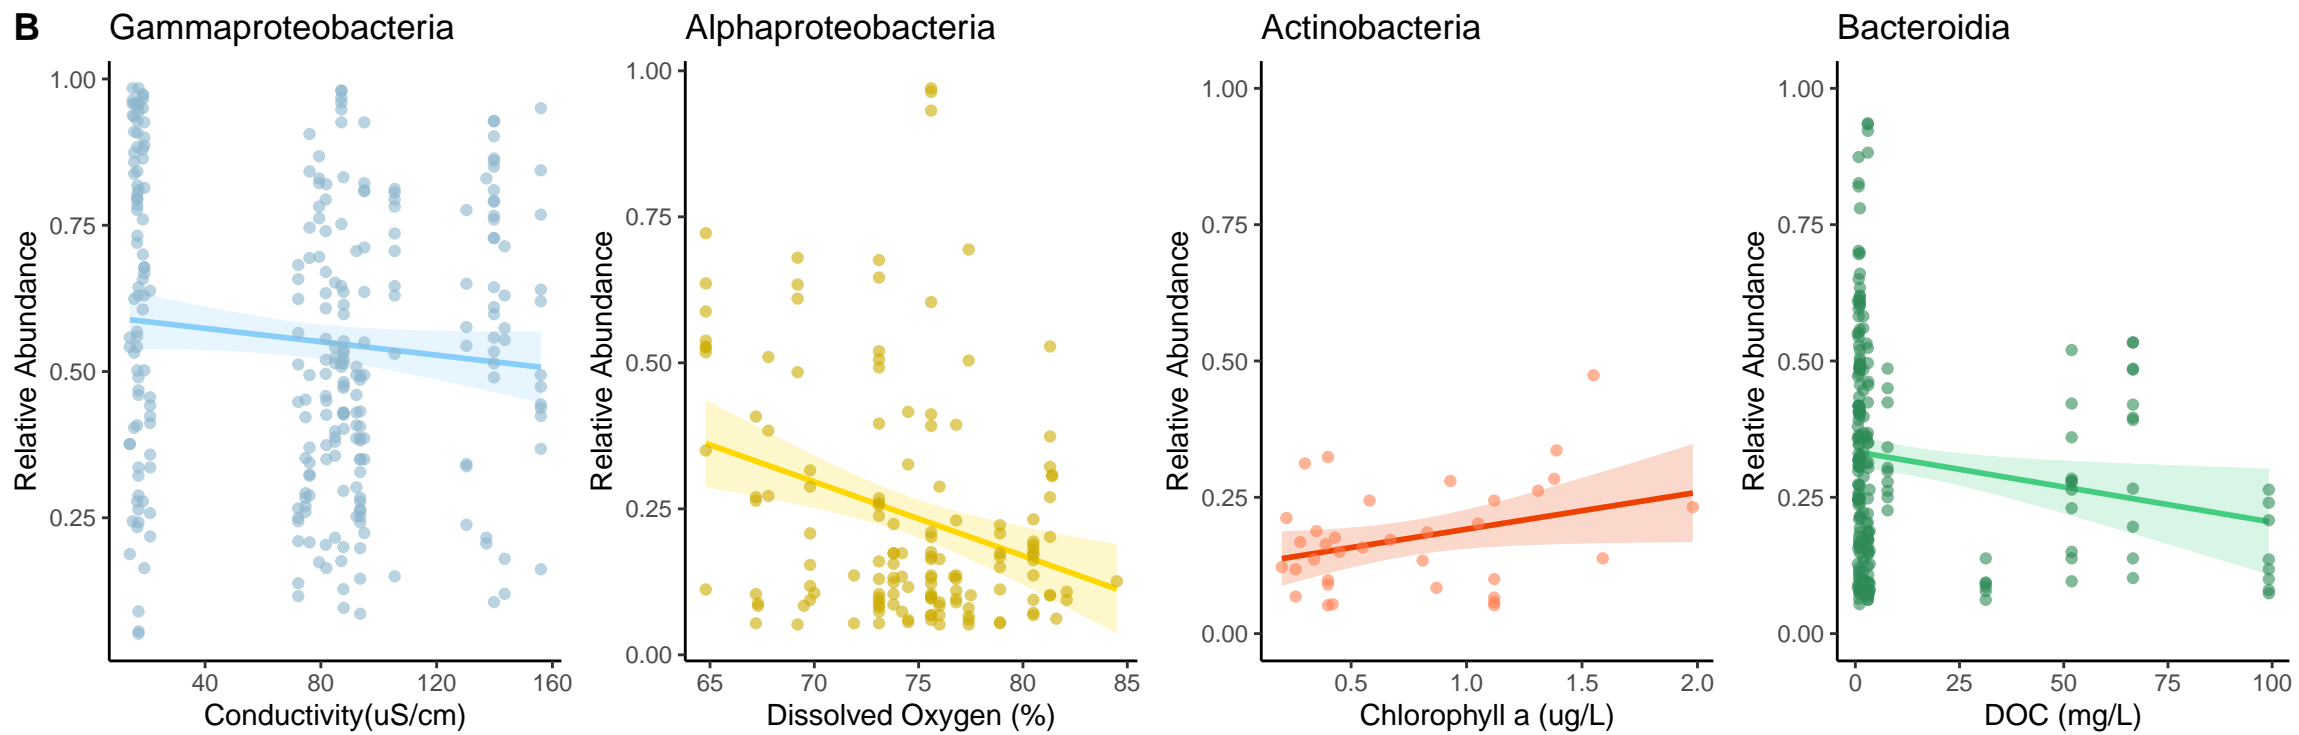 B
Gammaproteobacteria
Relative Abundance
1.00
0.75
0.50
0.25
40 80 120 160
Conductivity(uS/cm)
Alphaproteobacteria
Relative Abundance
1.00
0.75
0.50
0.25
0.00
65 70 75 80 85
Dissolved Oxygen (%)
Actinobacteria
Relative Abundance
1.00
0.75
0.50
0.25
0.00
0.5 1.0 1.5 2.0
Chlorophyll a (ug/L)
Bacteroidia
Relative Abundance
1.00
0.75
0.50
0.25
0.00
0 25 50 75 100
DOC (mg/L)